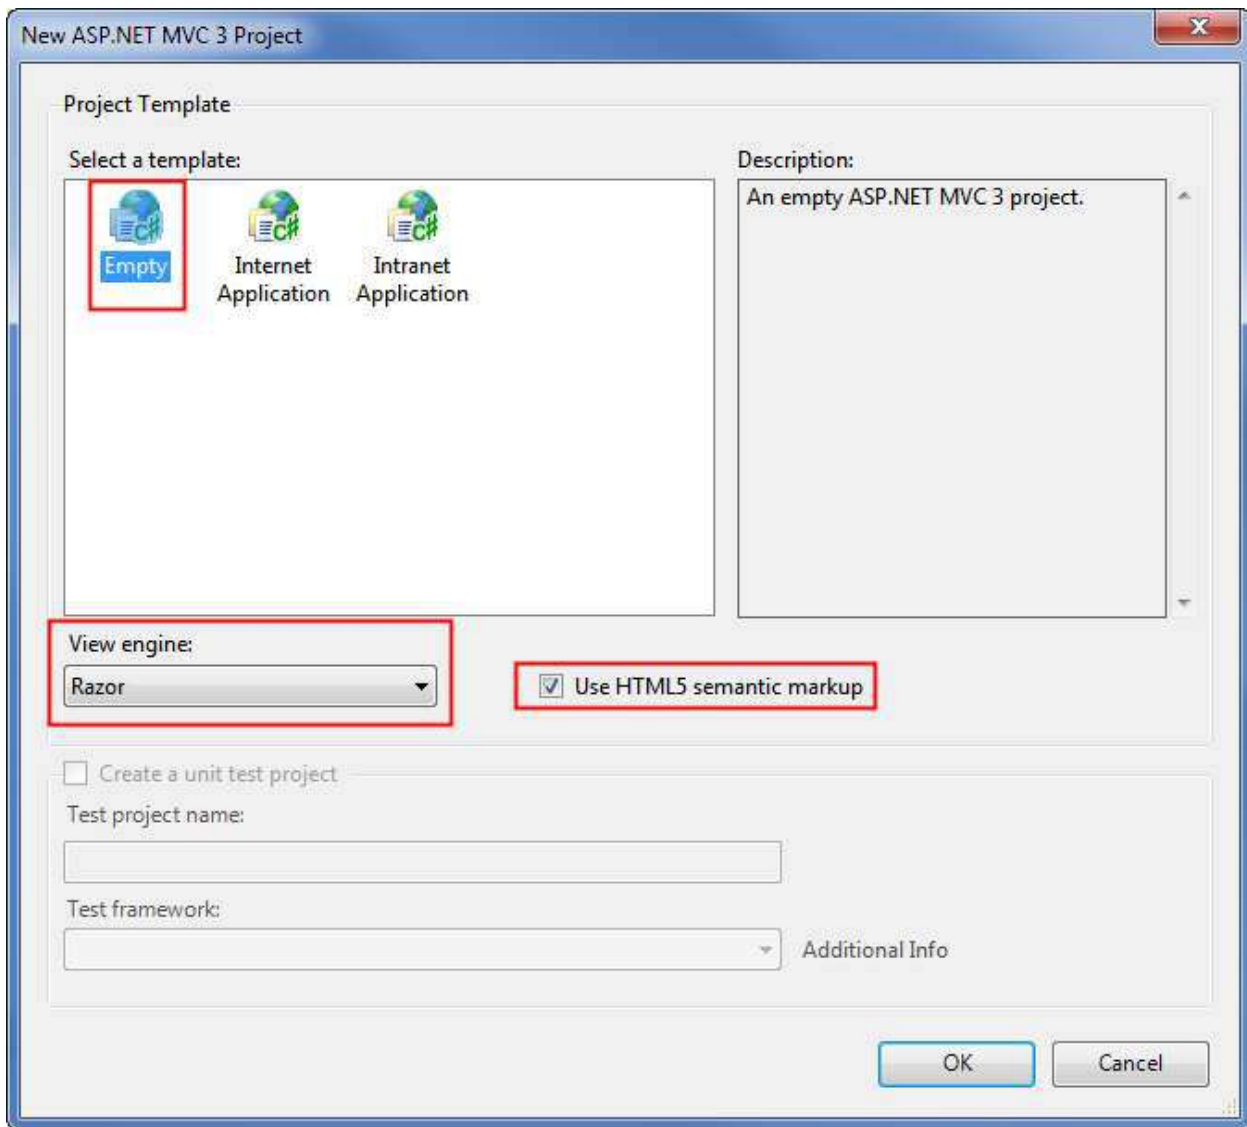 New ASP.NET MVC 3 Project
Project Template
Select a template:
Description:
Empty
Internet
Application
Intranet
Application
An empty ASP.NET MVC 3 project.
View engine:
Razor
Use HTML5 semantic markup
Create a unit test project
Test project name:
Test framework:
Additional Info
OK
Cancel